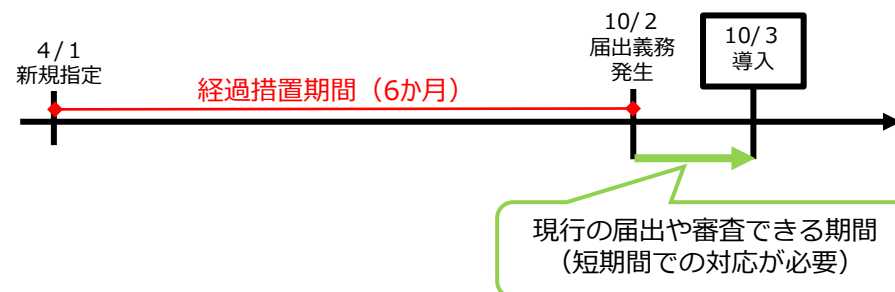 4/1
新規指定
経過措置期間（6か月）
10/2
届出義務
発生
10/3
導入
現行の届出や審査できる期間
（短期間での対応が必要）